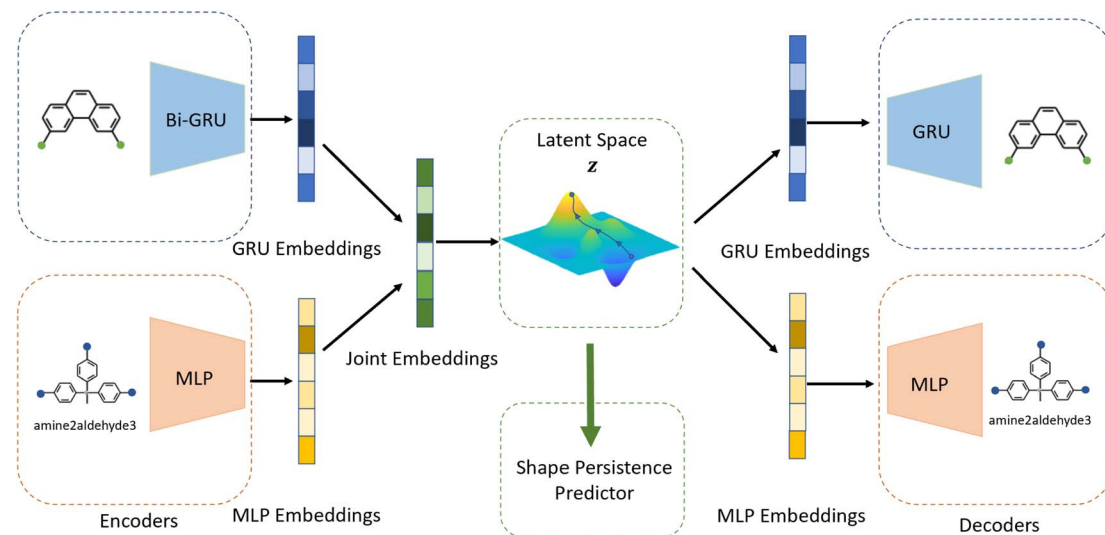 Bi-GRU
GRU Embeddings
MLP
amine2aldehyde3
Encoders
MLP Embeddings
Joint Embeddings
Latent Space
z
Shape Persistence
Predictor
GRU Embeddings
GRU
MLP
amine2aldehyde3
MLP Embeddings
Decoders